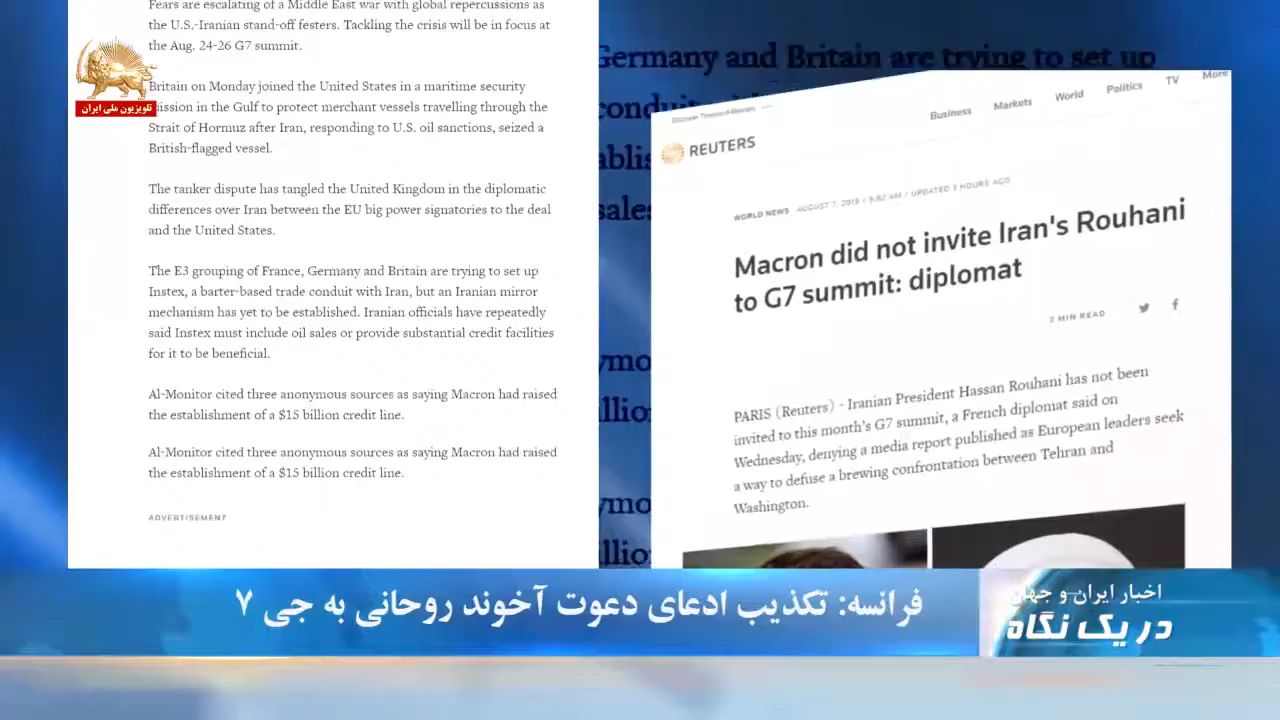 Fears are escalating of a Middle East war with global repercussions as
the U.S.-Iranian stand-off festers. Tackling the crisis will be in focus at
the Aug. 24-26 G7 summit.
Britain on Monday joined the United States in a maritime security
mission in the Gulf to protect merchant vessels travelling through the
Strait of Hormuz after Iran, responding to U.S. oil sanctions, seized a
British-flagged vessel.
The tanker dispute has tangled the United Kingdom in the diplomatic
differences over Iran between the EU big power signatories to the deal
and the United States.
The E3 grouping of France, Germany and Britain are trying to set up
Instex, a barter-based trade conduit with Iran, but an Iranian mirror
mechanism has yet to be established. Iranian officials have repeatedly
said Instex must include oil sales or provide substantial credit facilities
for it to be beneficial.
Al-Monitor cited three anonymous sources as saying Macron had raised
the establishment of a $15 billion credit line.
Al-Monitor cited three anonymous sources as saying Macron had raised
the establishment of a $15 billion credit line.
ADVERTISEMENT
تلویزیون ملی ایران
Germany and Britain are trying to set up
Business Markets World Politics TV More
REUTERS
WORLD NEWS AUGUST 7, 2019 / 9:52 AM / UPDATED 5 HOURS AGO
Macron did not invite Iran's Rouhani
to G7 summit: diplomat
2 MIN READ
PARIS (Reuters) - Iranian President Hassan Rouhani has not been
invited to this month's G7 summit, a French diplomat said on
Wednesday, denying a media report published as European leaders seek
a way to defuse a brewing confrontation between Tehran and
Washington.
فرانسه: تکذیب ادعای دعوت آخوند روحانی به جی ۷
اخبار ایران و جهان
در یک نگاه